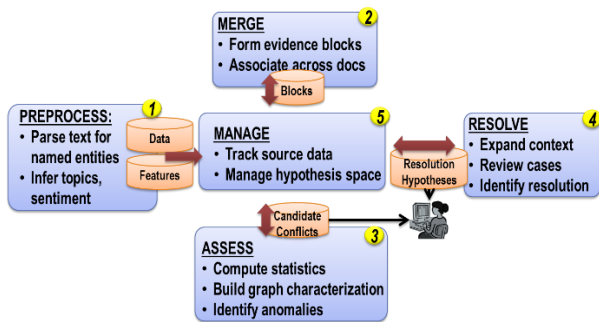 2
MERGE
• Form evidence blocks
• Associate across docs
Blocks
1
PREPROCESS:
• Parse text for
named entities
• Infer topics,
sentiment
Data
Features
5
MANAGE
• Track source data
• Manage hypothesis space
4
RESOLVE
• Expand context
• Review cases
• Identify resolution
Resolution
Hypotheses
Candidate
Conflicts
3
ASSESS
• Compute statistics
• Build graph characterization
• Identify anomalies